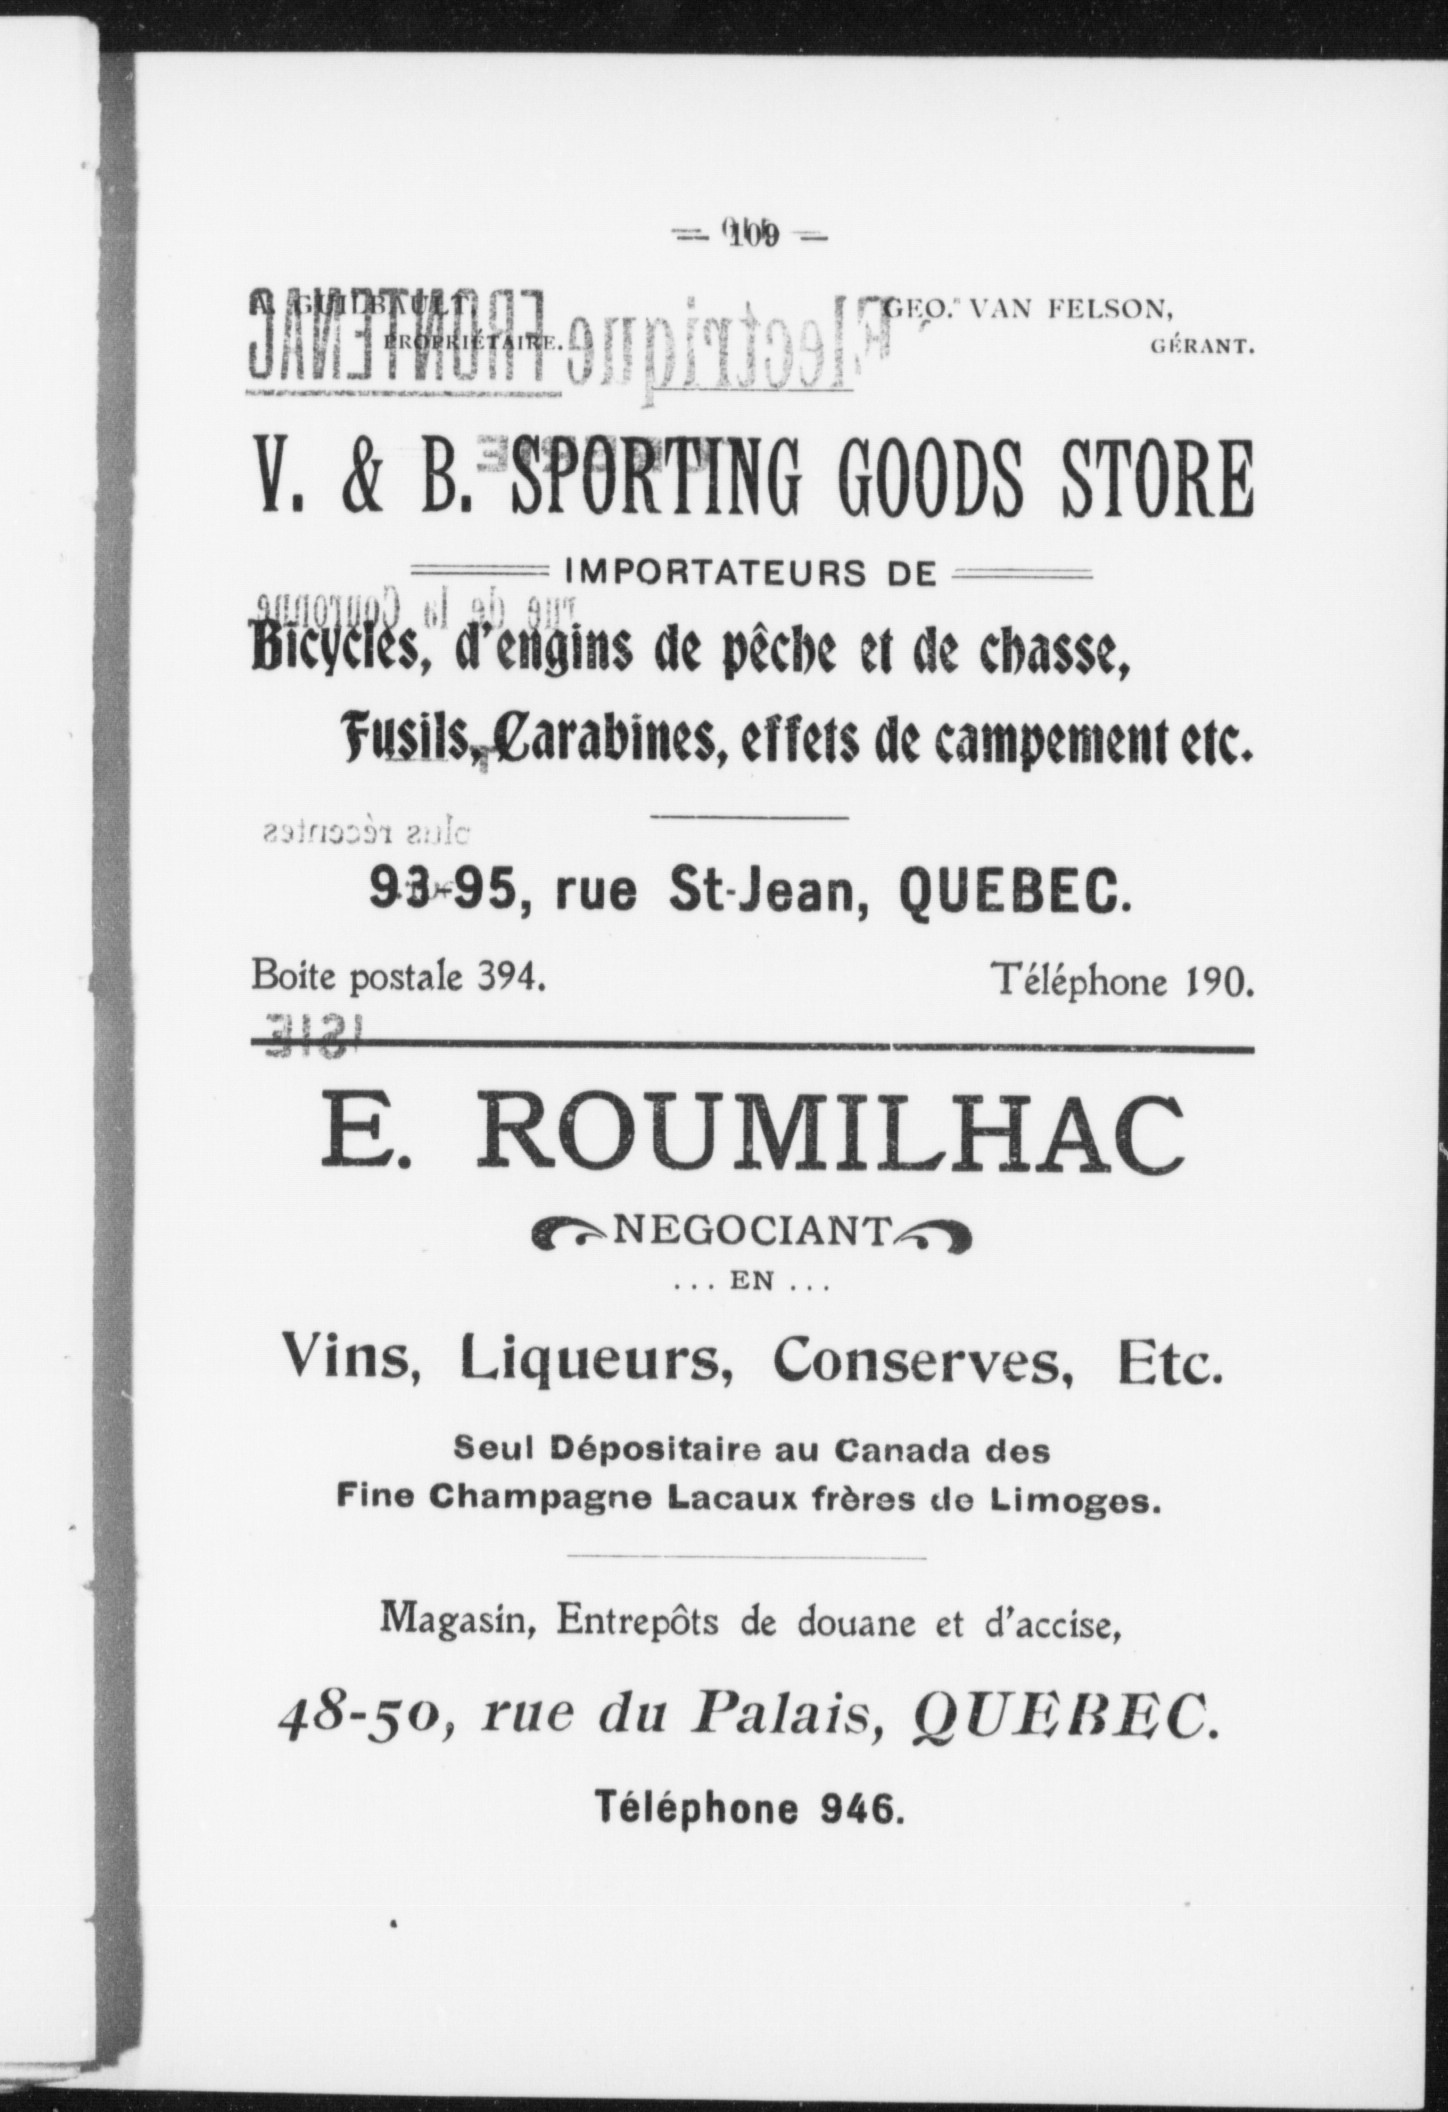 — 109 —
A. GUILBAULT GEO. VAN FELSON,
PROPRIÉTAIRE. GÉRANT.
V. & B. SPORTING GOODS STORE
IMPORTATEURS DE
Bicycles, d'engins de pêche et de chasse,
Fusils, Carabines, effets de campement etc.
93-95, rue St-Jean, QUEBEC.
Boite postale 394. Téléphone 190.
E. ROUMILHAC
NEGOCIANT
... EN ...
Vins, Liqueurs, Conserves, Etc.
Seul Dépositaire au Canada des
Fine Champagne Lacaux frères de Limoges.
Magasin, Entrepôts de douane et d'accise,
48-50, rue du Palais, QUEBEC.
Téléphone 946.